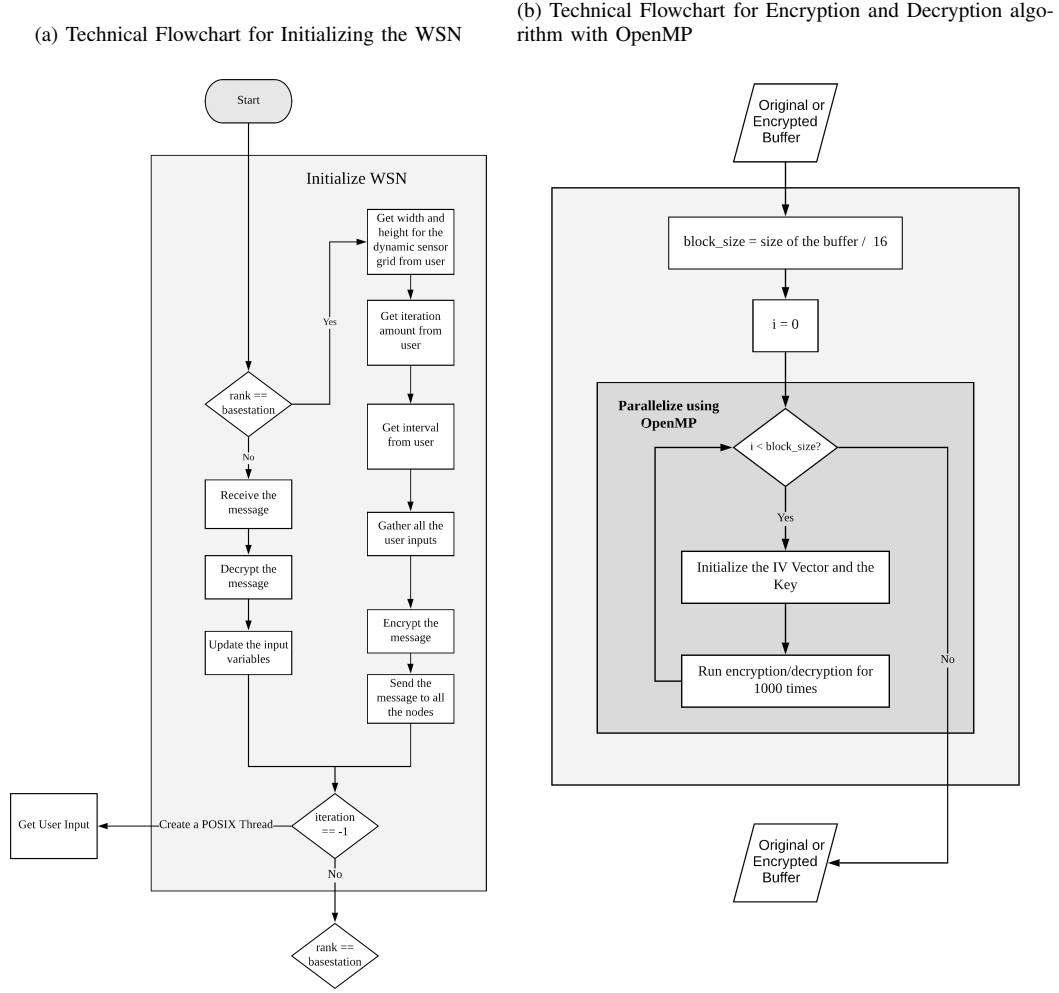 (a) Technical Flowchart for Initializing the WSN
Start
Initialize WSN
Get width and
height for the
dynamic sensor
grid from user
Yes
Get iteration
amount from
user
rank ==
basestation
Get interval
from user
No
Receive the
message
Gather all the
user inputs
Decrypt the
message
Encrypt the
message
Update the input
variables
Send the
message to all
the nodes
Get User Input
Create a POSIX Thread
iteration
== -1
No
rank ==
basestation
(b) Technical Flowchart for Encryption and Decryption algo-
rithm with OpenMP
Original or
Encrypted
Buffer
block_size = size of the buffer / 16
i = 0
Parallelize using
OpenMP
i < block_size?
Yes
Initialize the IV Vector and the
Key
Run encryption/decryption for
1000 times
No
Original or
Encrypted
Buffer